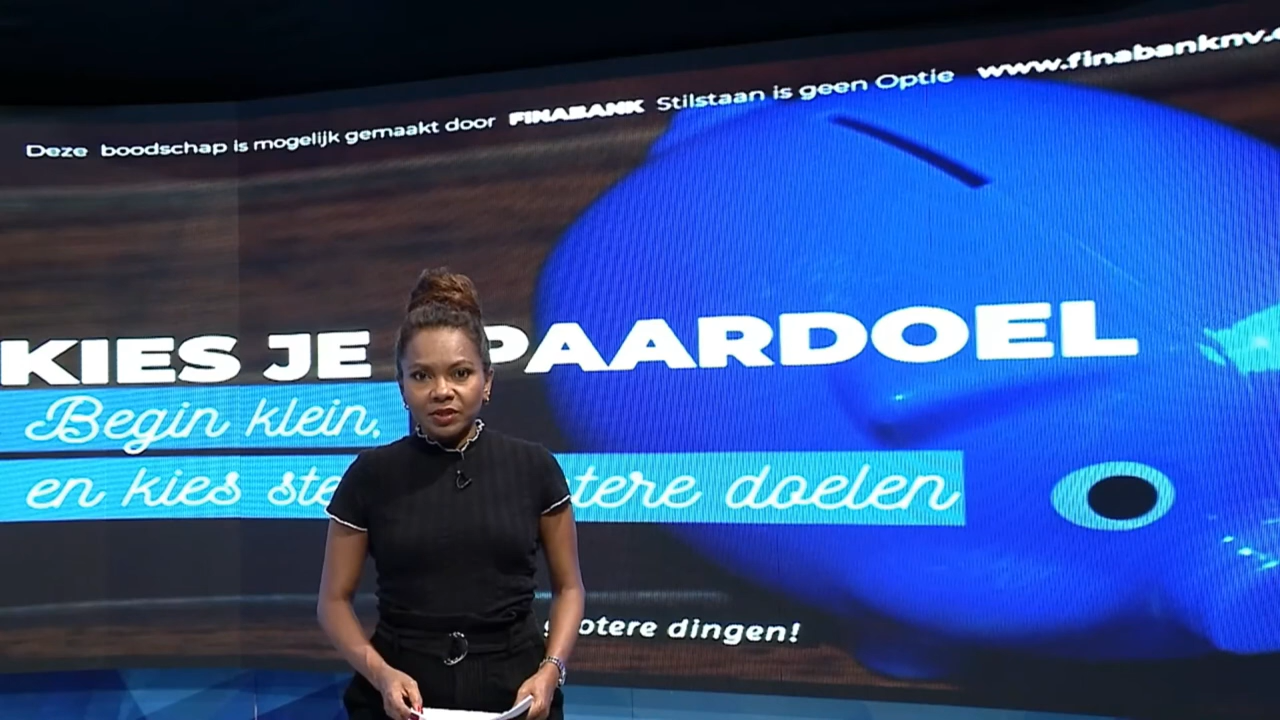 Deze boodschap is mogelijk gemaakt door FINABANK Stilstaan is geen Optie www.finabanknv.
KIES JE PAARDOEL
Begin klein,
en kies ste tere doelen
otere dingen!